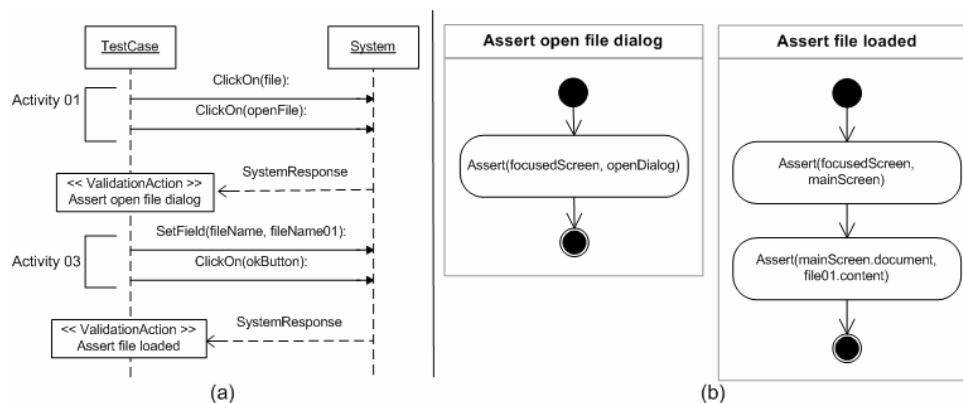 TestCase
System
ClickOn(file):
Activity 01
ClickOn(openFile):
SystemResponse
<< ValidationAction >>
Assert open file dialog
SetField(fileName, fileName01):
Activity 03
ClickOn(okButton):
SystemResponse
<< ValidationAction >>
Assert file loaded
(a)
Assert open file dialog
Assert(focusedScreen, openDialog)
Assert file loaded
Assert(focusedScreen,
mainScreen)
Assert(mainScreen.document,
file01.content)
(b)